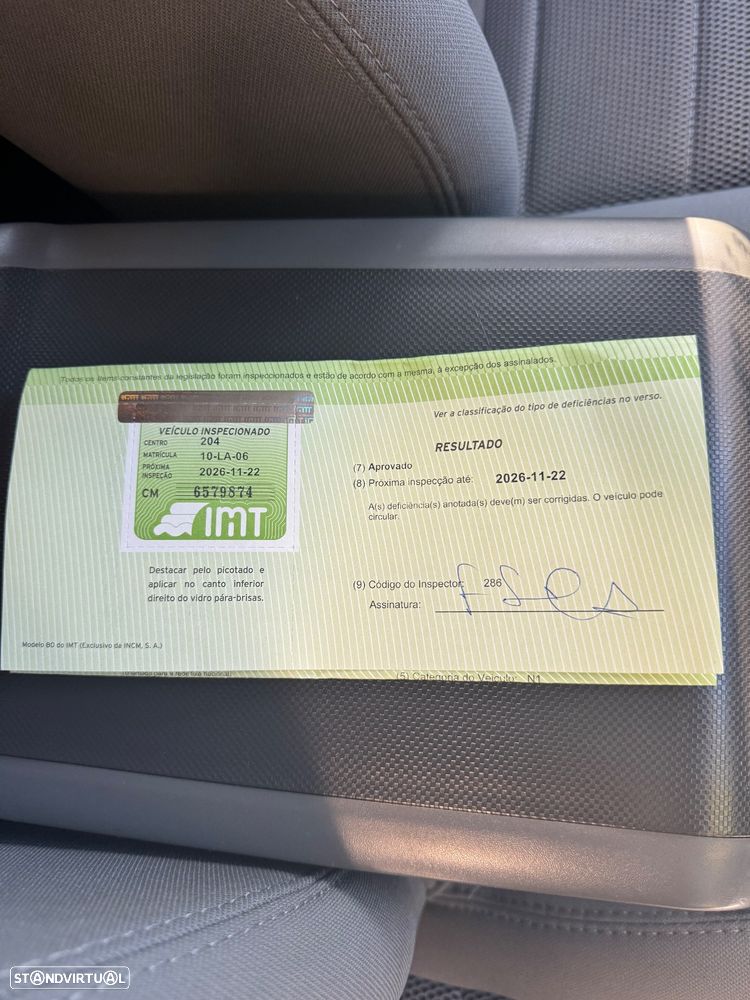 Todos os items constantes da legislação foram inspeccionados e estão de acordo com a mesma, à excepção dos assinalados.
Ver a classificação do tipo de deficiências no verso.
VEÍCULO INSPECIONADO
CENTRO 204
MATRÍCULA 10-LA-06
PRÓXIMA INSPEÇÃO 2026-11-22
CM 6579874
IMT
Destacar pelo picotado e
aplicar no canto inferior
direito do vidro pára-brisas.
Modelo 80 do IMT (Exclusivo da INCM, S. A.)
RESULTADO
(7) Aprovado
(8) Próxima inspecção até: 2026-11-22
A(s) deficiência(s) anotada(s) deve(m) ser corrigidas. O veículo pode
circular.
(9) Código do Inspector: 286
Assinatura:
(5) Categoria do Veículo: N1
STANDVIRTUAL